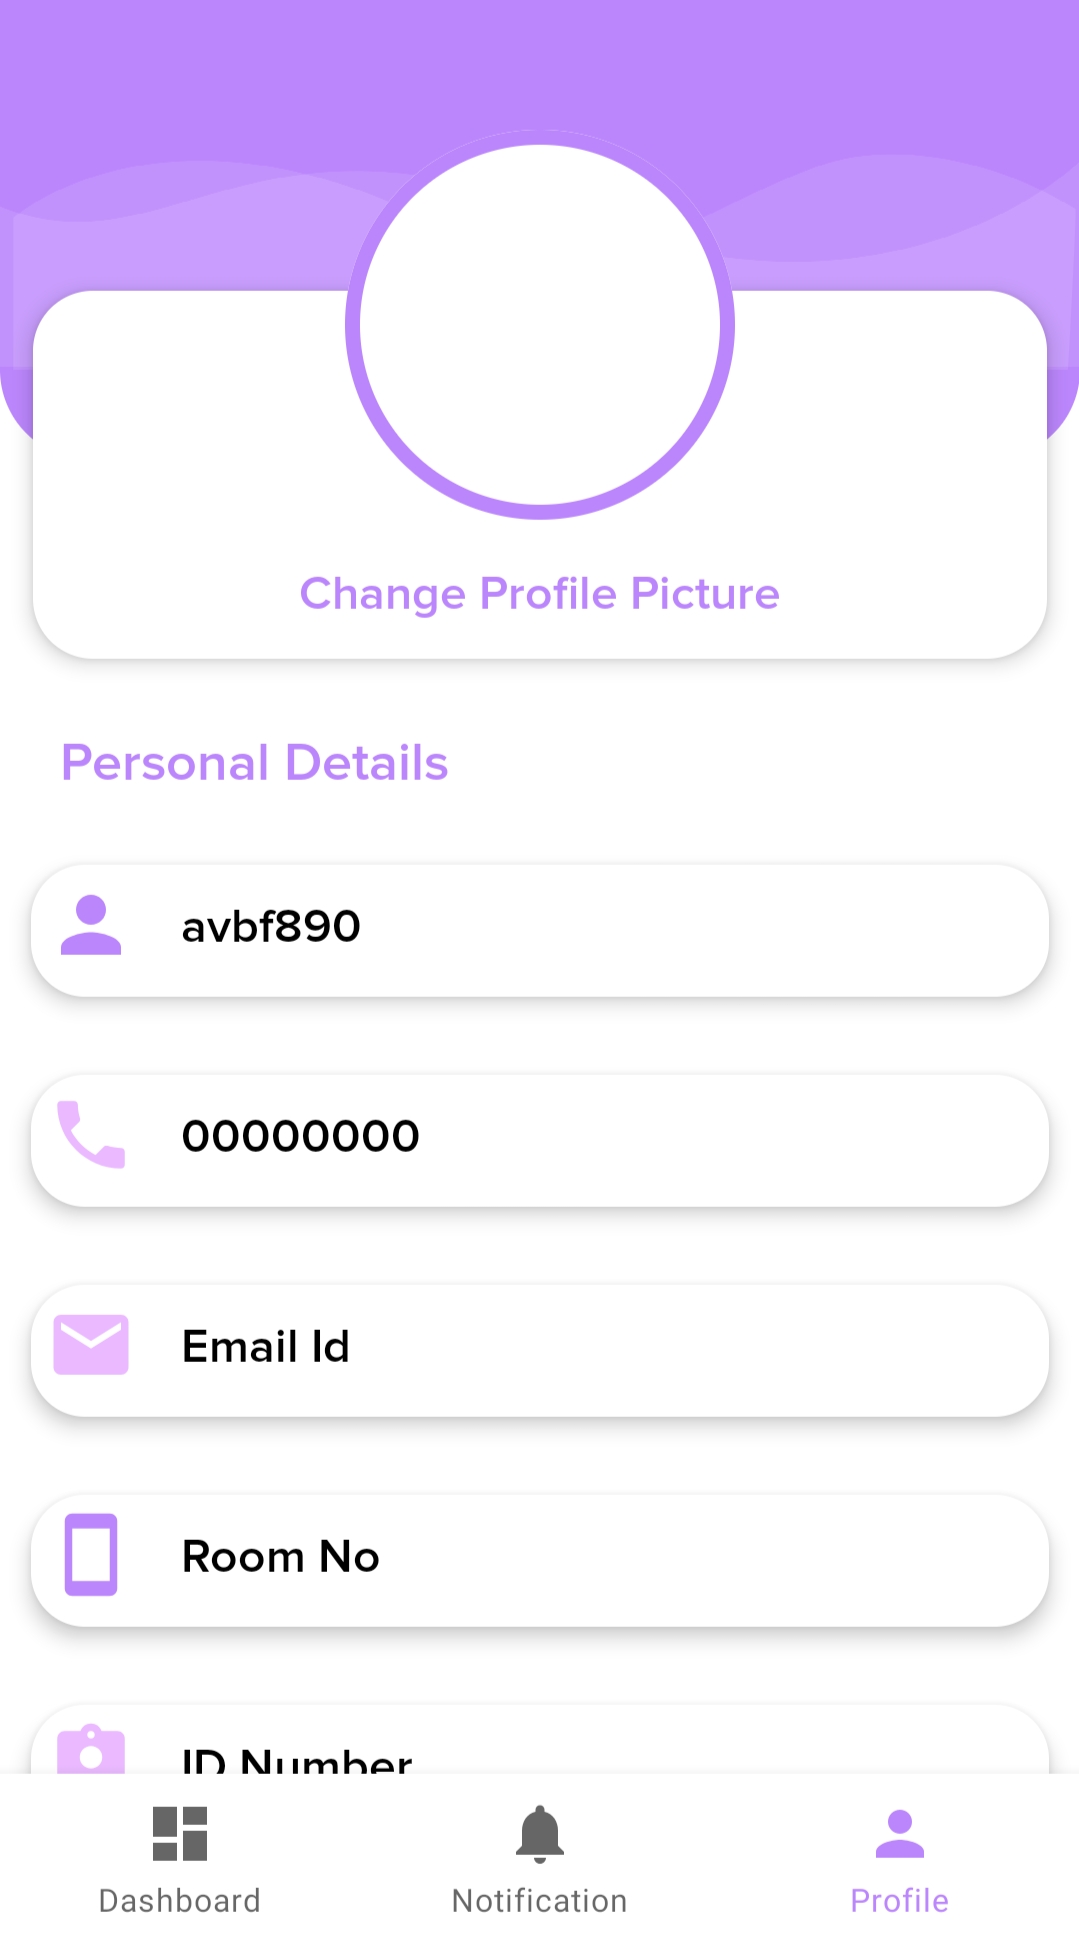 Change Profile Picture
Personal Details
avbf890
00000000
Email Id
Room No
ID Number
Dashboard
Notification
Profile